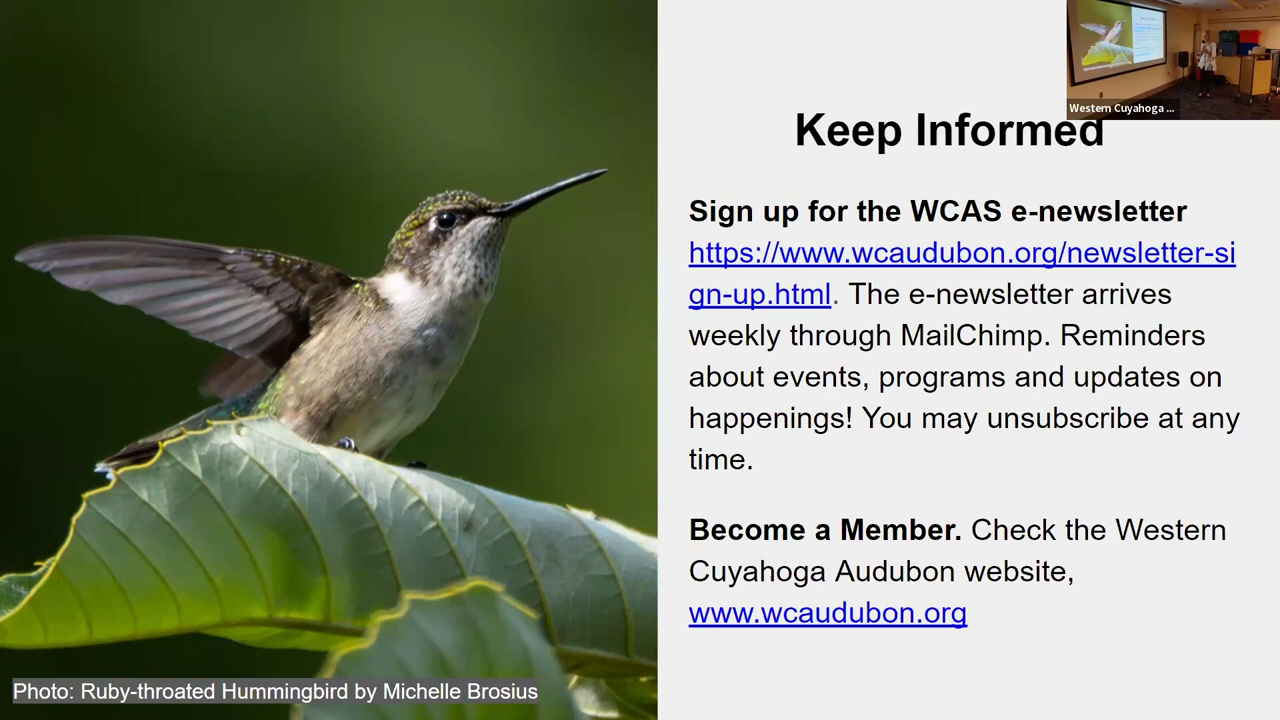 Western Cuyahoga ...
Keep Informed
Sign up for the WCAS e-newsletter
https://www.wcaudubon.org/newsletter-si
gn-up.html. The e-newsletter arrives
weekly through MailChimp. Reminders
about events, programs and updates on
happenings! You may unsubscribe at any
time.
Become a Member. Check the Western
Cuyahoga Audubon website,
www.wcaudubon.org
Photo: Ruby-throated Hummingbird by Michelle Brosius